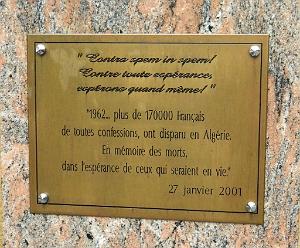 "Contra spem in spem!
Contre toute espérance,
espérons quand même!"
"1962... plus de 170000 Français
de toutes confessions, ont disparu en Algérie.
En mémoire des morts,
dans l'espérance de ceux qui seraient en vie."
27 janvier 2001